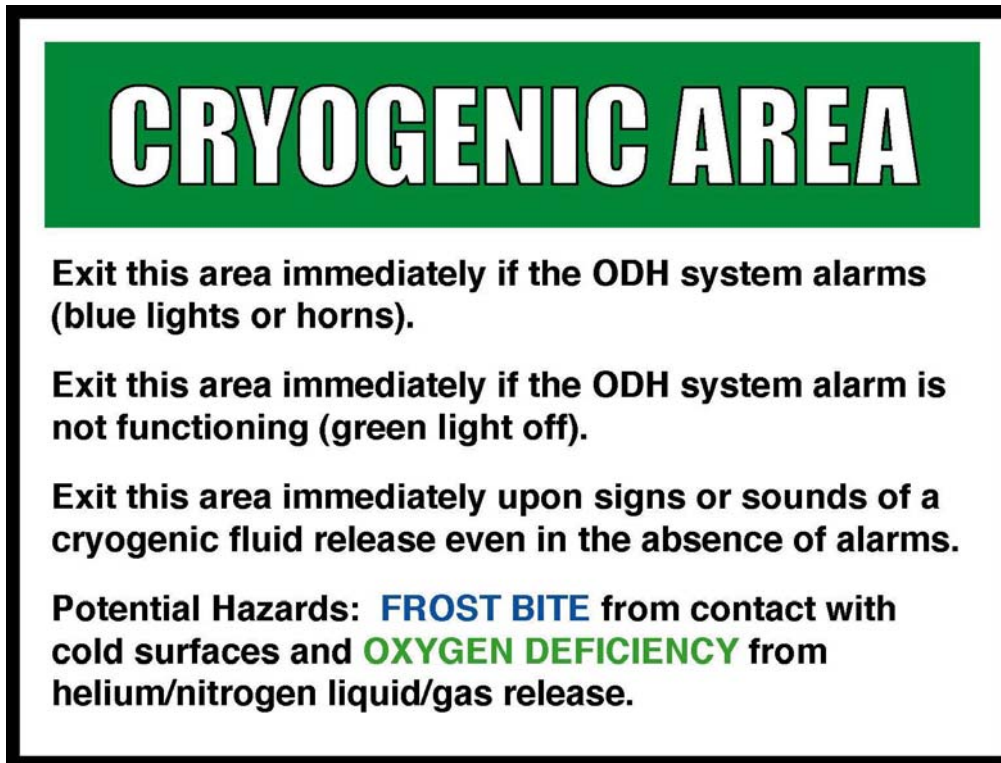 CRYOGENIC AREA
Exit this area immediately if the ODH system alarms
(blue lights or horns).
Exit this area immediately if the ODH system alarm is
not functioning (green light off).
Exit this area immediately upon signs or sounds of a
cryogenic fluid release even in the absence of alarms.
Potential Hazards: FROST BITE from contact with
cold surfaces and OXYGEN DEFICIENCY from
helium/nitrogen liquid/gas release.